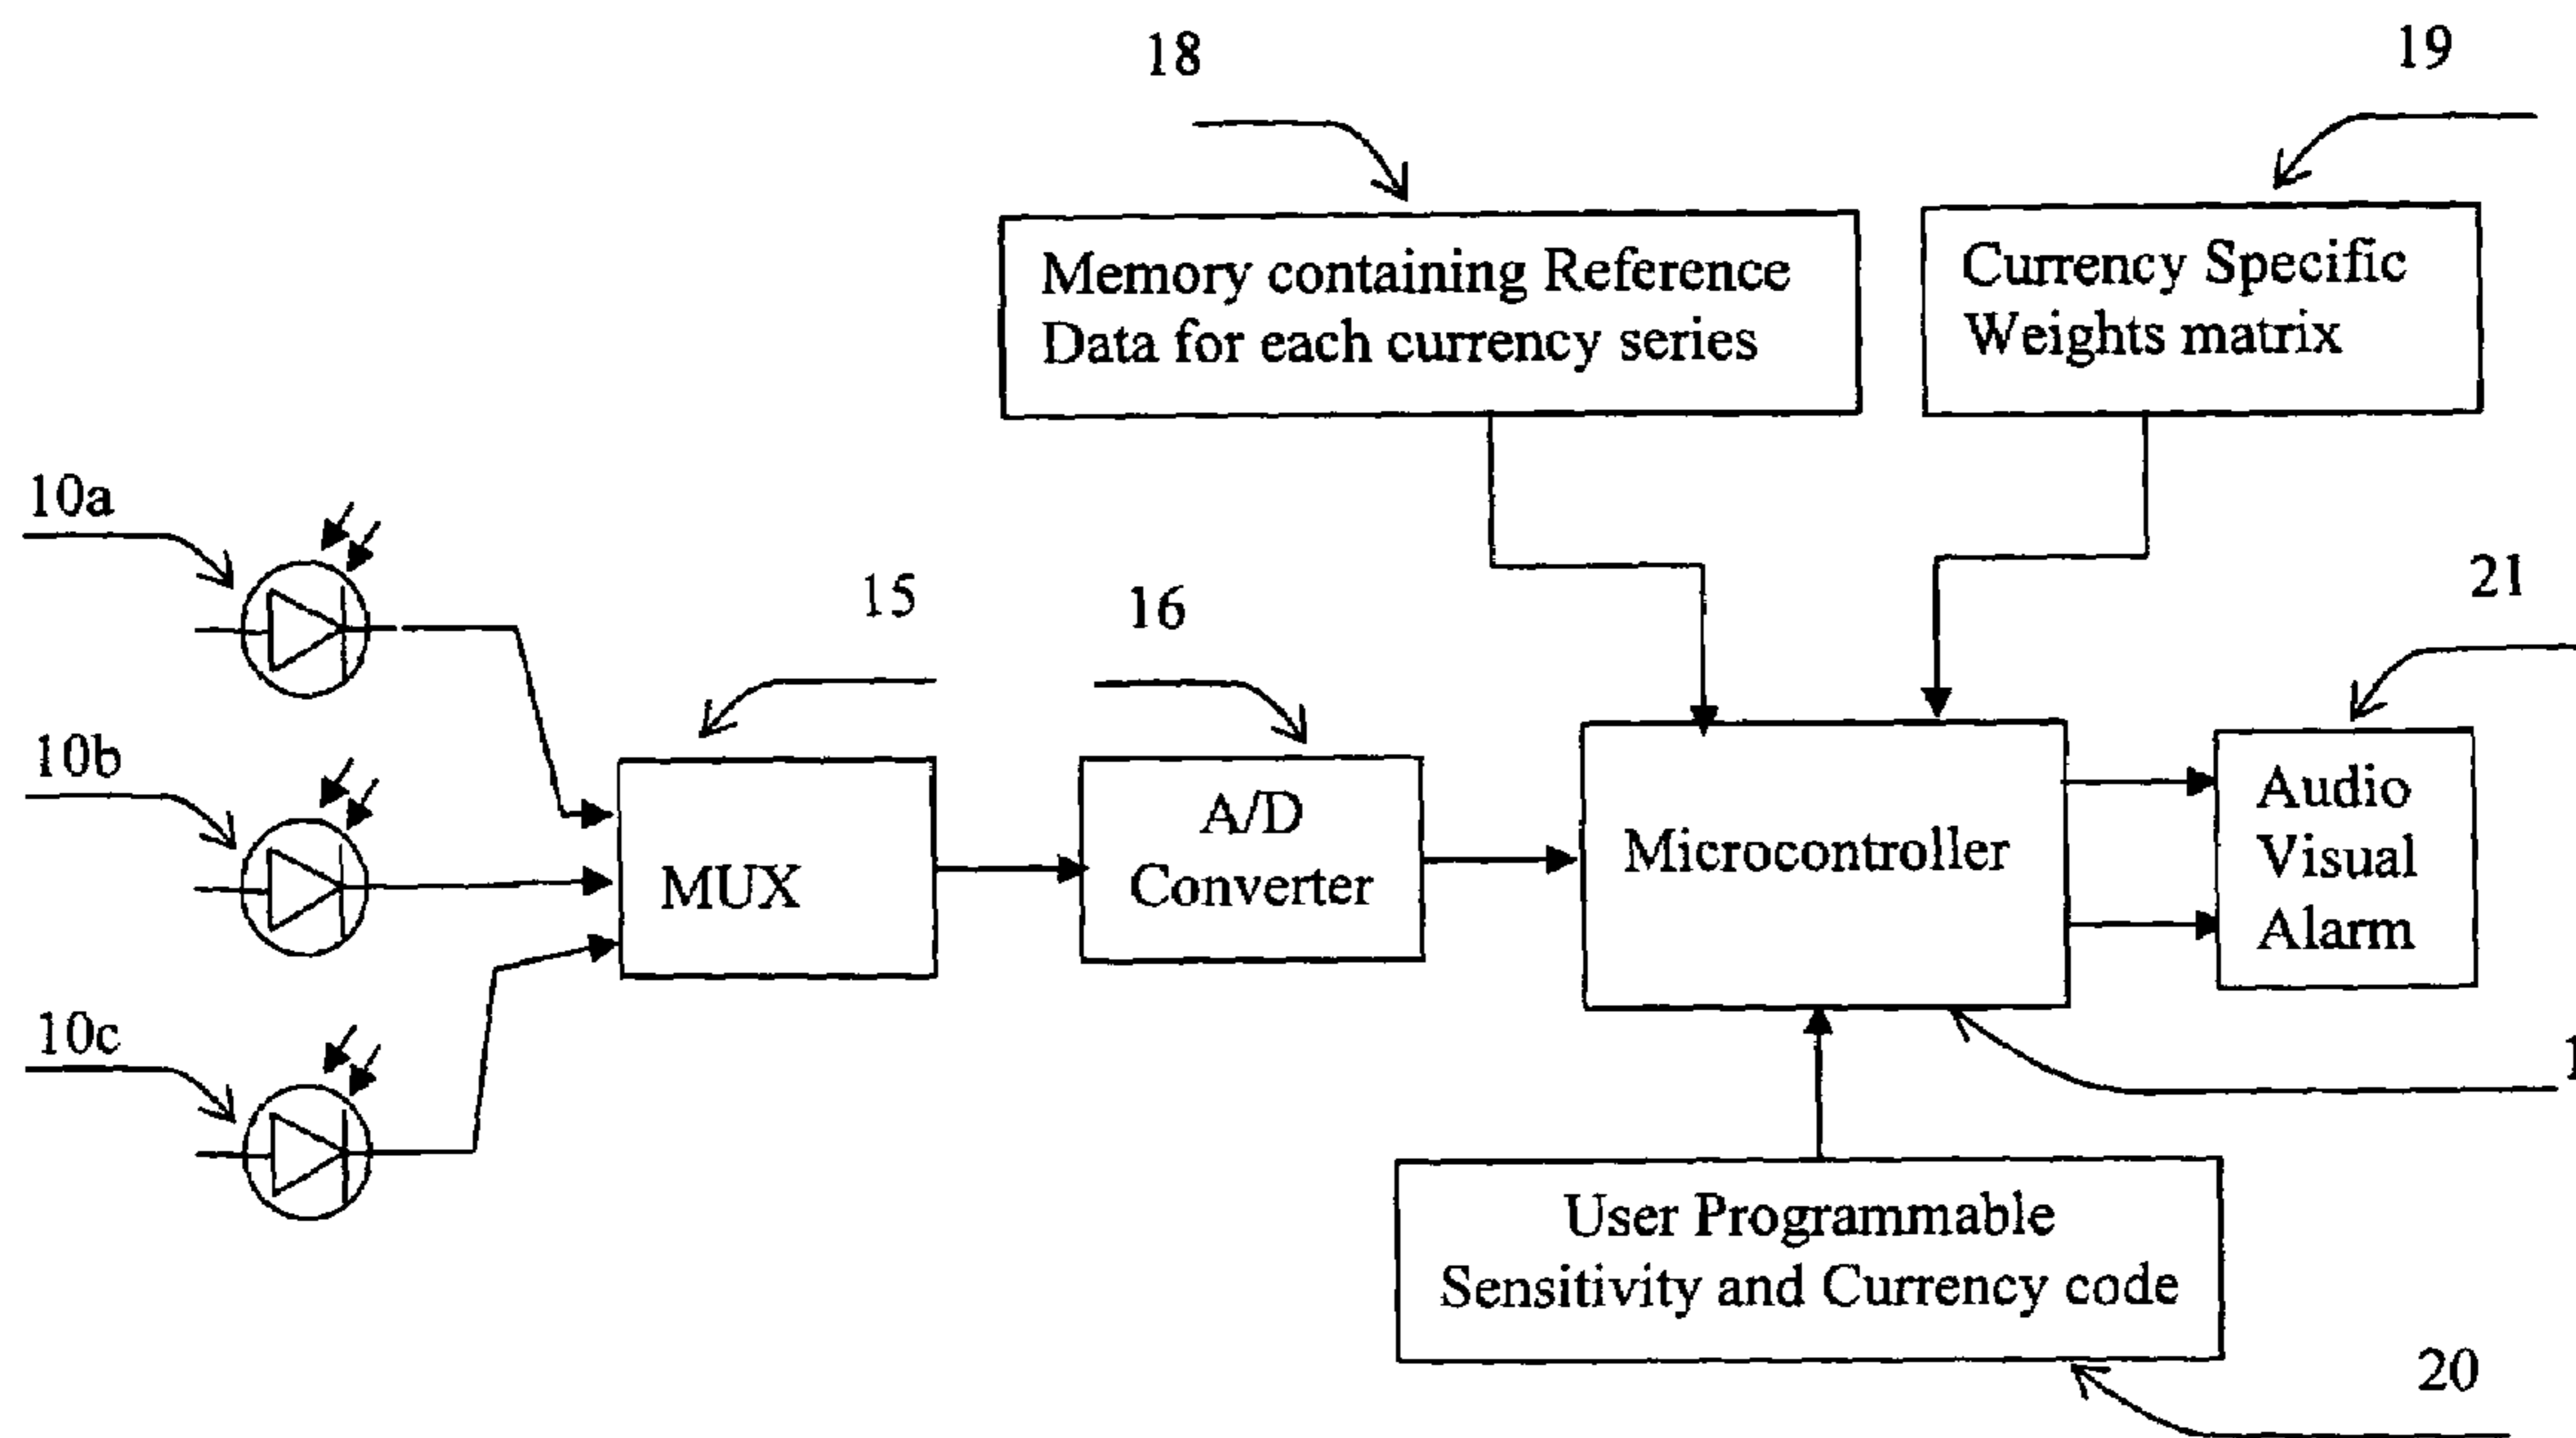 18
19
Memory containing Reference
Data for each currency series
Currency Specific
Weights matrix
10a
15
16
21
10b
MUX
A/D
Converter
Microcontroller
Audio
Visual
Alarm
10c
User Programmable
Sensitivity and Currency code
20